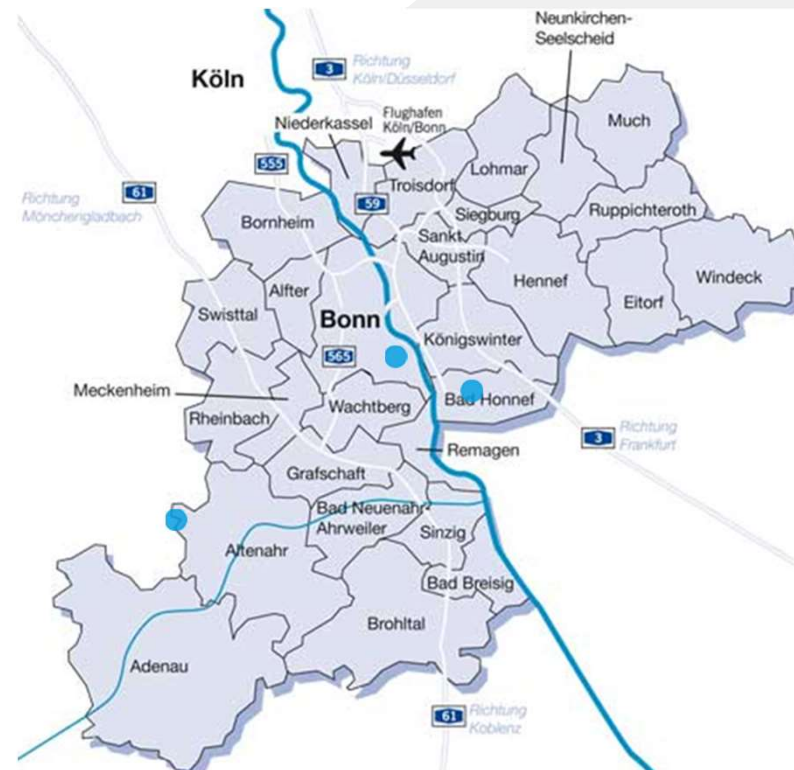 Neunkirchen-
Seelscheid
Köln
3
Richtung
Köln/Düsseldorf
Much
Flughafen
Köln/Bonn
Niederkassel
555
Lohmar
61
Troisdorf
Richtung
Mönchengladbach
59
Siegburg
Ruppichteroth
Bornheim
Sankt
Augustin
Hennef
Windeck
Alfter
Eitorf
Swisttal
Bonn
Königswinter
565
Meckenheim
Bad Honnef
Wachtberg
Rheinbach
3
Richtung
Frankfurt
Remagen
Grafschaft
Bad Neuenahr-
Ahrweiler
Sinzig
Altenahr
Bad Breisig
Brohltal
Adenau
61
Richtung
Koblenz